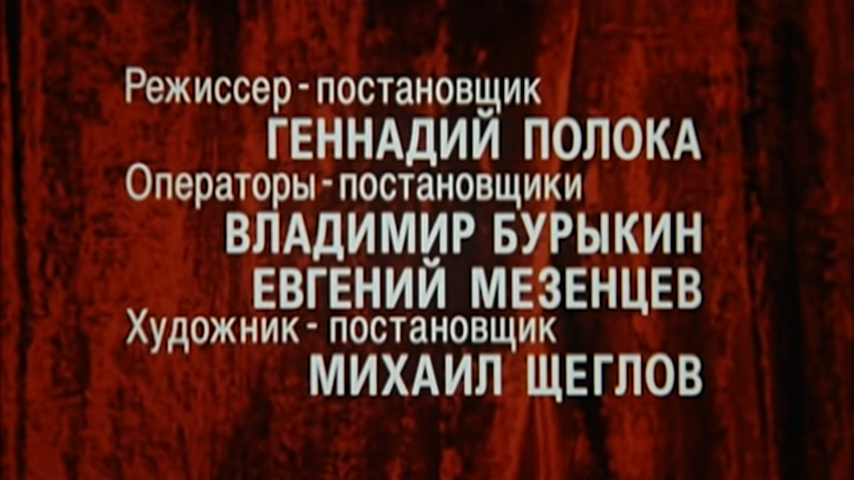 Режиссер - постановщик
ГЕННАДИЙ ПОЛОКА
Операторы - постановщики
ВЛАДИМИР БУРЫКИН
ЕВГЕНИЙ МЕЗЕНЦЕВ
Художник - постановщик
МИХАИЛ ЩЕГЛОВ